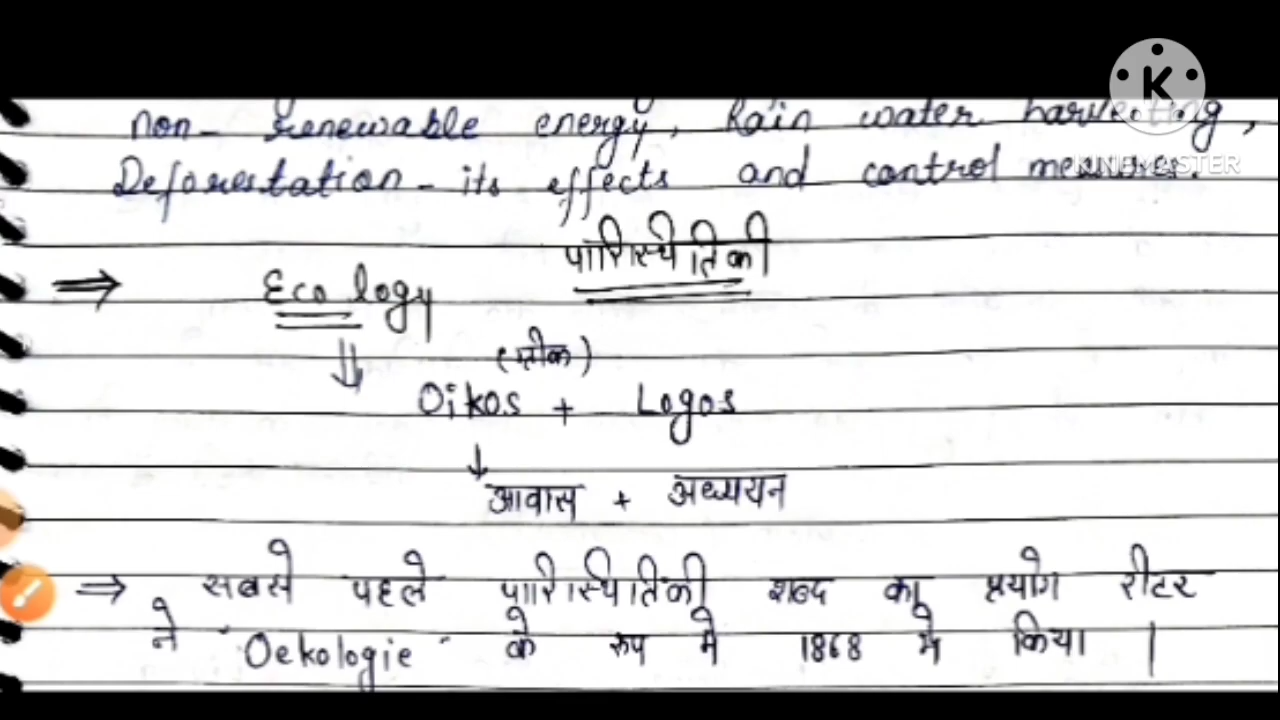 non- renewable energy, Rain water harvesting,
Deforestation - its effects and control measures.
⇒ Ecology पारिस्थितिकी
(ग्रीक)
Oikos + Logos
आवास + अध्ययन
⇒ सबसे पहले पारिस्थितिकी शब्द का प्रयोग रीटर
ने "Oekologie" के रुप मे 1868 मे किया |
K
KINEMASTER